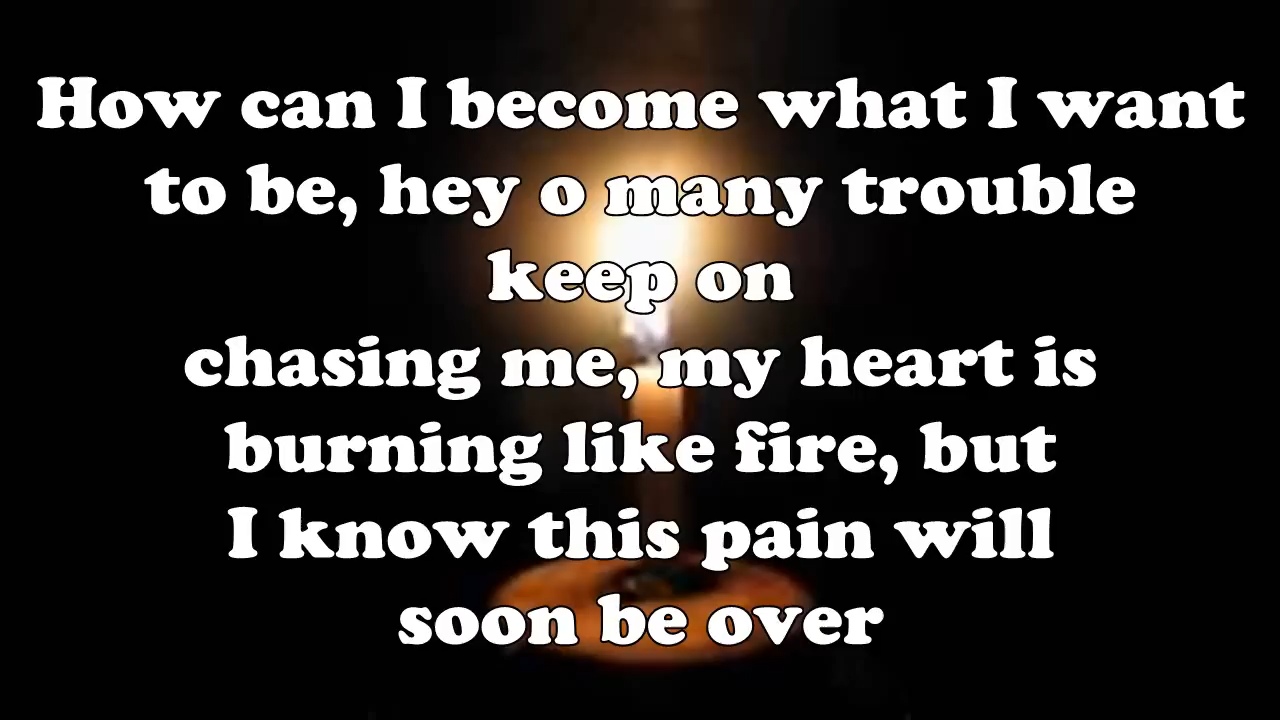 How can I become what I want
to be, hey o many trouble
keep on
chasing me, my heart is
burning like fire, but
I know this pain will
soon be over